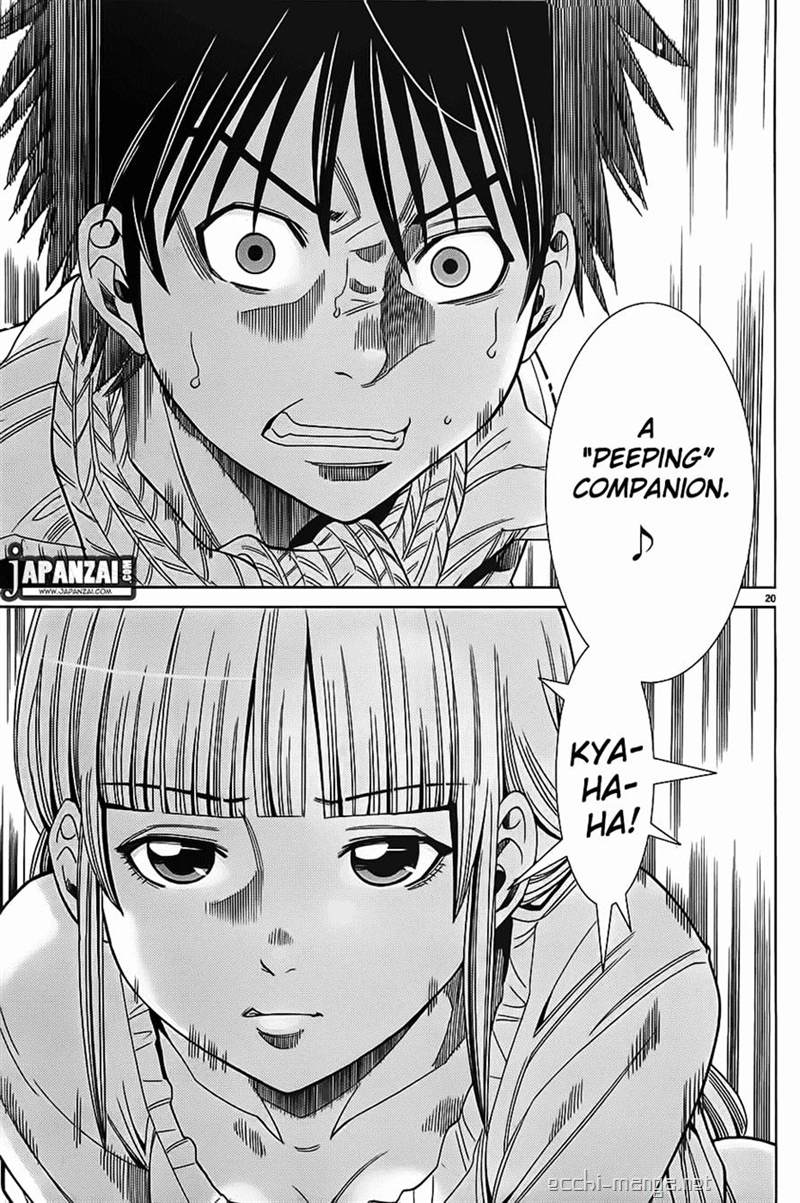 A
"PEEPING"
COMPANION.
♪
JAPANZAI.COM
WWW.JAPANZAI.COM
20
KYA-
HA-
HA!
ecchi-manga.net